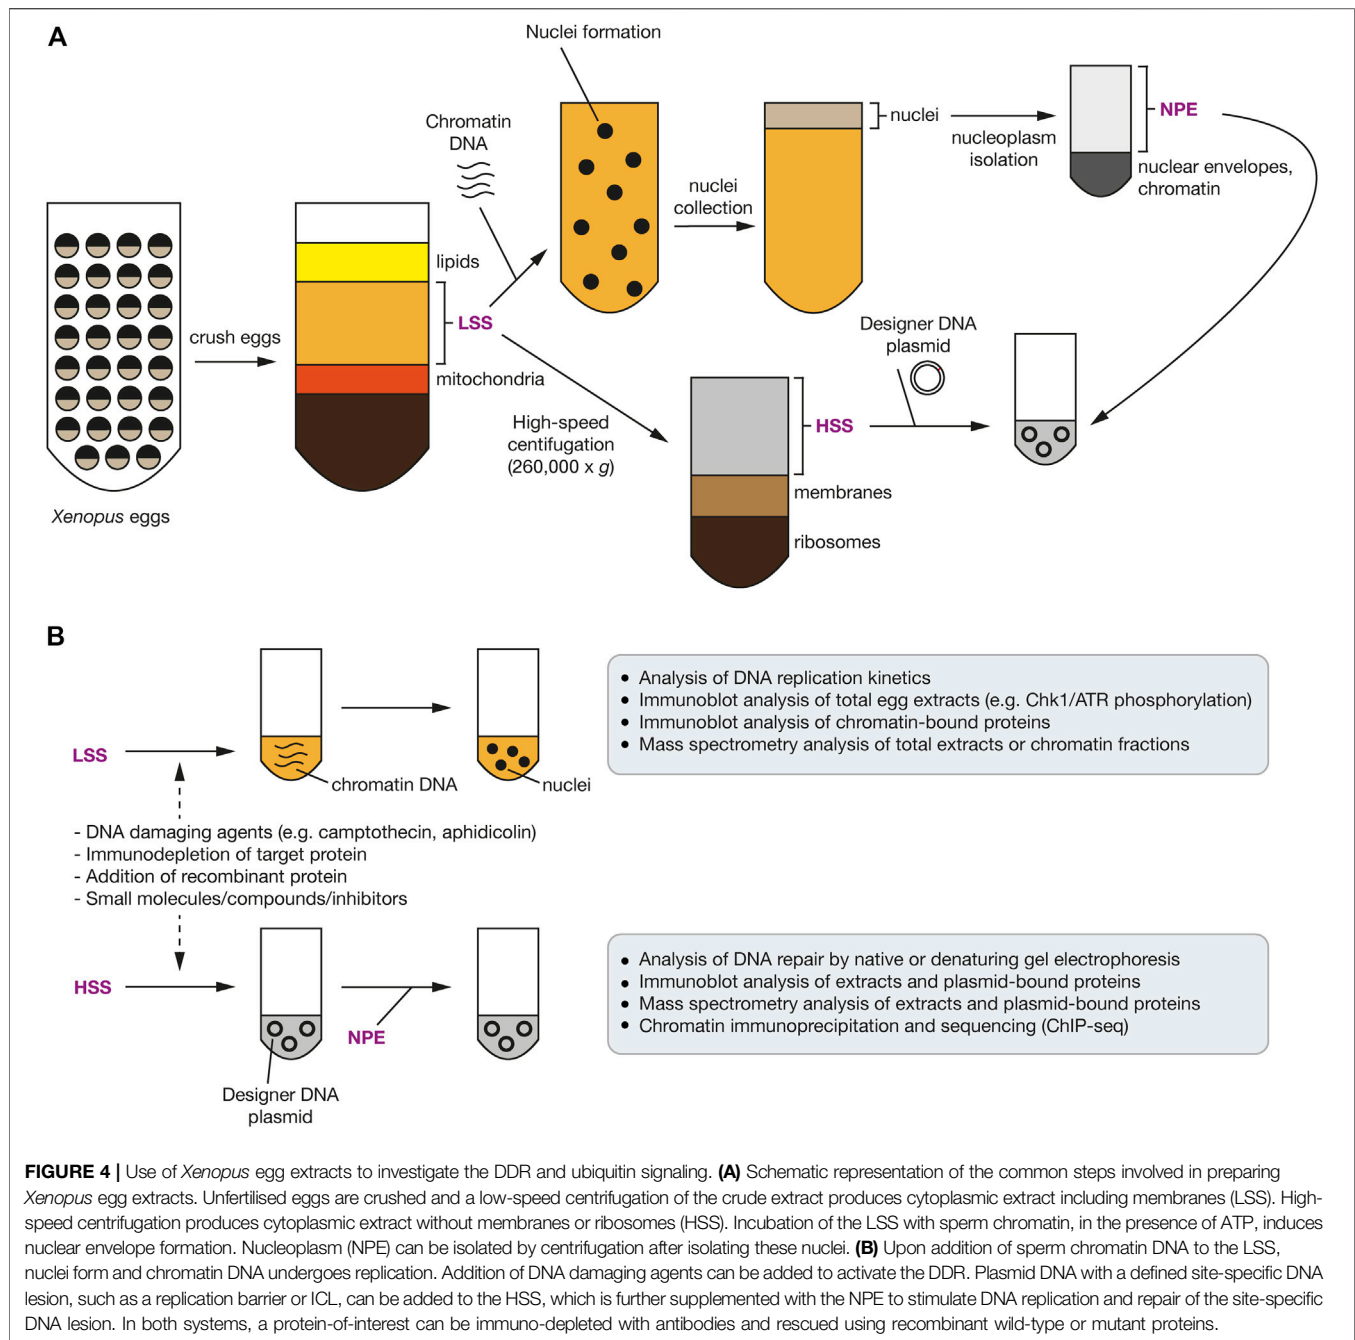 A
Nuclei formation
Chromatin
DNA
nuclei
collection
nuclei
nucleoplasm
isolation
NPE
nuclear envelopes,
chromatin
lipids
LSS
crush eggs
mitochondria
Xenopus eggs
High-speed
centifugation
(260,000 x g)
Designer DNA
plasmid
HSS
membranes
ribosomes
B
LSS
chromatin DNA
nuclei
• Analysis of DNA replication kinetics
• Immunoblot analysis of total egg extracts (e.g. Chk1/ATR phosphorylation)
• Immunoblot analysis of chromatin-bound proteins
• Mass spectrometry analysis of total extracts or chromatin fractions
- DNA damaging agents (e.g. camptothecin, aphidicolin)
- Immunodepletion of target protein
- Addition of recombinant protein
- Small molecules/compounds/inhibitors
HSS
NPE
Designer DNA
plasmid
• Analysis of DNA repair by native or denaturing gel electrophoresis
• Immunoblot analysis of extracts and plasmid-bound proteins
• Mass spectrometry analysis of extracts and plasmid-bound proteins
• Chromatin immunoprecipitation and sequencing (ChIP-seq)
FIGURE 4 | Use of Xenopus egg extracts to investigate the DDR and ubiquitin signaling. (A) Schematic representation of the common steps involved in preparing
Xenopus egg extracts. Unfertilised eggs are crushed and a low-speed centrifugation of the crude extract produces cytoplasmic extract including membranes (LSS). High-
speed centrifugation produces cytoplasmic extract without membranes or ribosomes (HSS). Incubation of the LSS with sperm chromatin, in the presence of ATP, induces
nuclear envelope formation. Nucleoplasm (NPE) can be isolated by centrifugation after isolating these nuclei. (B) Upon addition of sperm chromatin DNA to the LSS,
nuclei form and chromatin DNA undergoes replication. Addition of DNA damaging agents can be added to activate the DDR. Plasmid DNA with a defined site-specific DNA
lesion, such as a replication barrier or ICL, can be added to the HSS, which is further supplemented with the NPE to stimulate DNA replication and repair of the site-specific
DNA lesion. In both systems, a protein-of-interest can be immuno-depleted with antibodies and rescued using recombinant wild-type or mutant proteins.